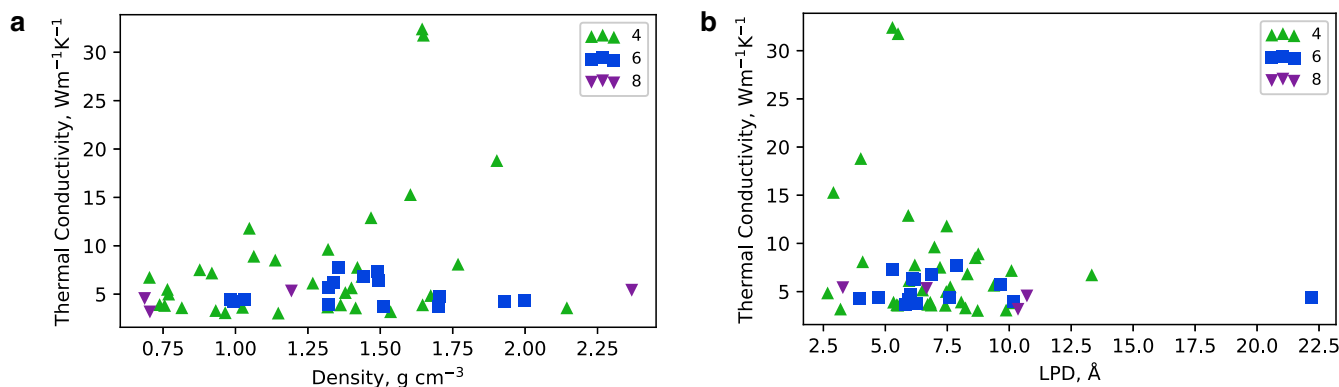 a
Thermal Conductivity, Wm⁻¹K⁻¹
30
25
20
15
10
5
0.75 1.00 1.25 1.50 1.75 2.00 2.25
Density, g cm⁻³
4
6
8
b
Thermal Conductivity, Wm⁻¹K⁻¹
30
25
20
15
10
5
2.5 5.0 7.5 10.0 12.5 15.0 17.5 20.0 22.5
LPD, Å
4
6
8